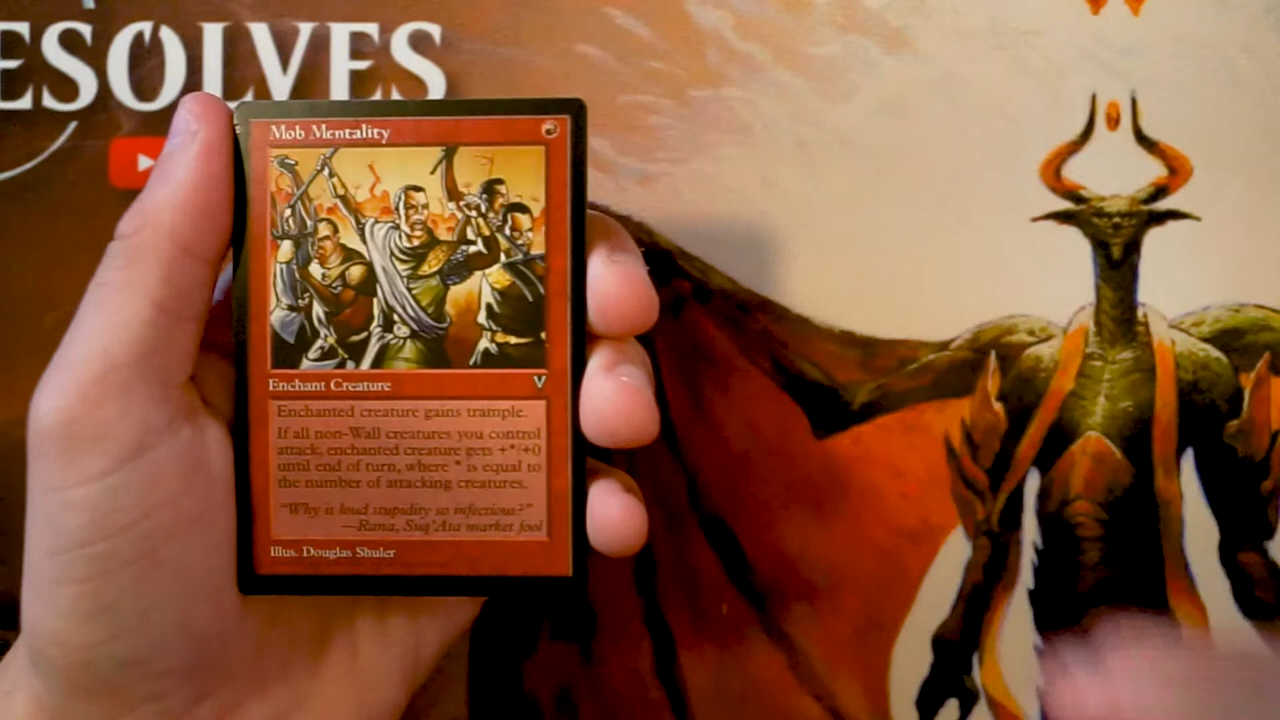 ESOLVES
Mob Mentality
Enchant Creature
V
Enchanted creature gains trample.
If all non-Wall creatures you control
attack, enchanted creature gets +*/+0
until end of turn, where * is equal to
the number of attacking creatures.
"Why is loud stupidity so infectious?"
—Rana, Suq'Ata market fool
Illus. Douglas Shuler